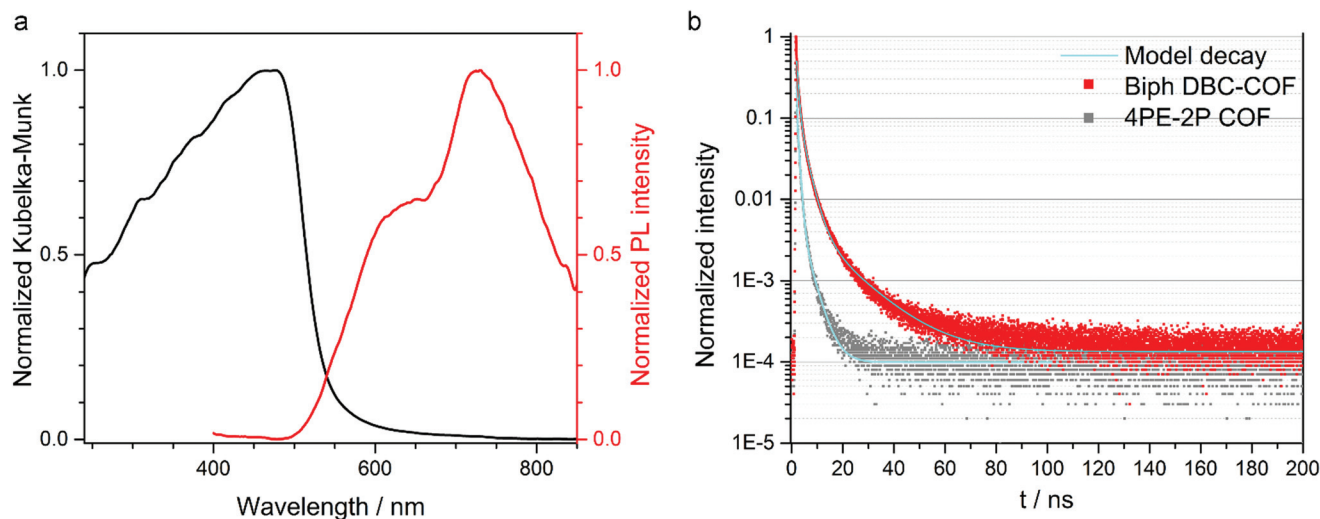 a
Normalized Kubelka-Munk
1.0
0.5
0.0
400
600
800
Wavelength / nm
1.0
0.5
0.0
Normalized PL intensity
b
Normalized intensity
1
0.1
0.01
1E-3
1E-4
1E-5
Model decay
Biph DBC-COF
4PE-2P COF
0 20 40 60 80 100 120 140 160 180 200
t / ns